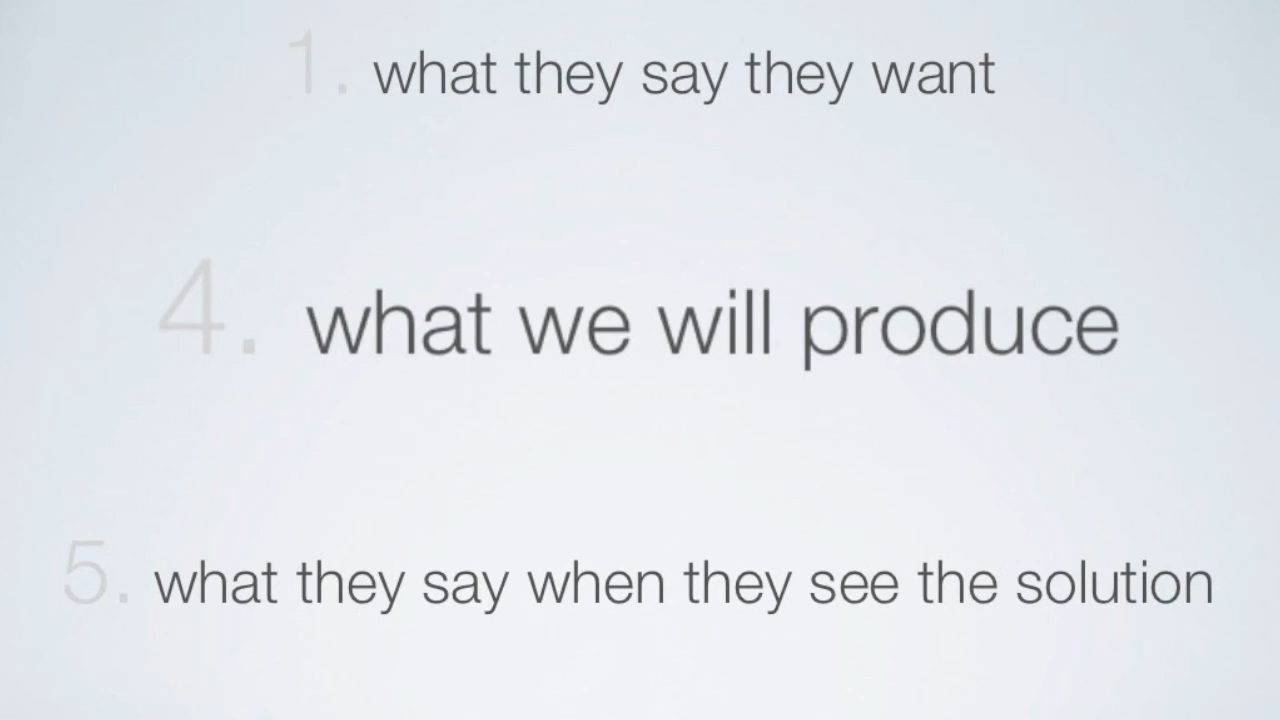 1. what they say they want
4. what we will produce
5. what they say when they see the solution